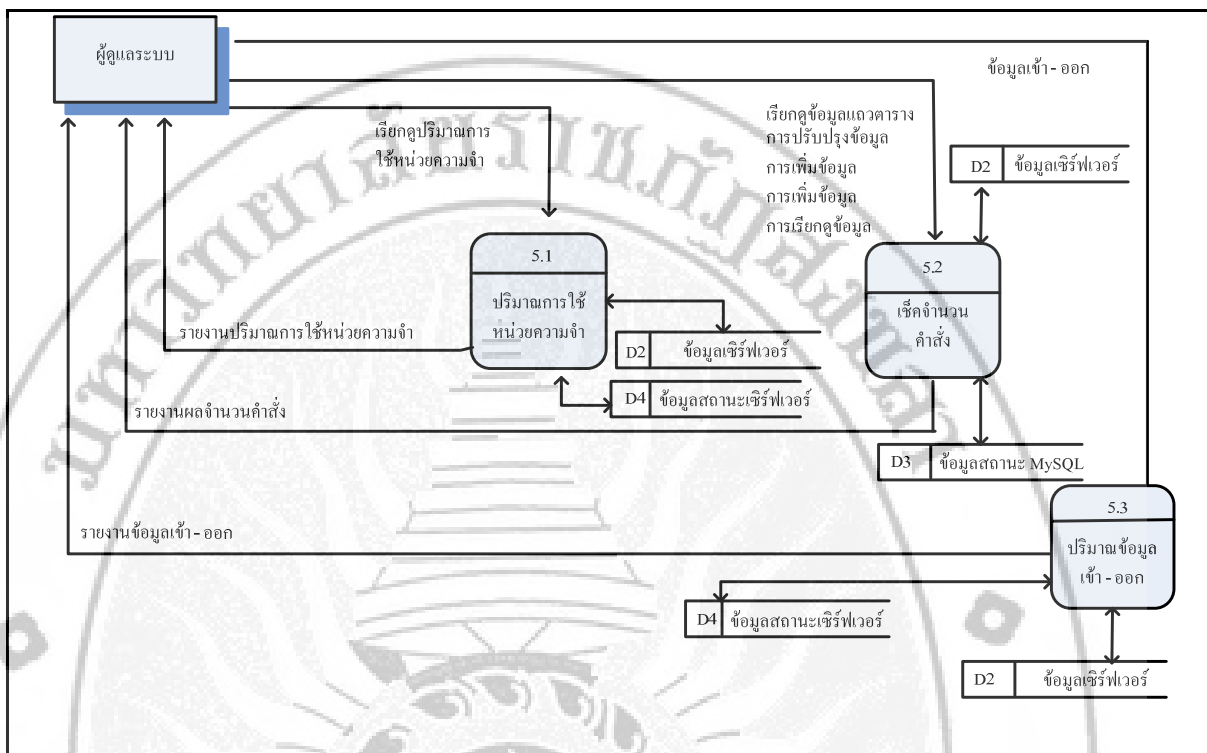 ผู้ดูแลระบบ
ข้อมูลเข้า - ออก
เรียกดูปริมาณการ
ใช้หน่วยความจำ
เรียกดูข้อมูลแถวตาราง
การปรับปรุงข้อมูล
การเพิ่มข้อมูล
การเพิ่มข้อมูล
การเรียกดูข้อมูล
D2 ข้อมูลเซิร์ฟเวอร์
5.1
ปริมาณการใช้
หน่วยความจำ
5.2
เช็คจำนวน
คำสั่ง
รายงานปริมาณการใช้หน่วยความจำ
D2 ข้อมูลเซิร์ฟเวอร์
D4 ข้อมูลสถานะเซิร์ฟเวอร์
รายงานผลจำนวนคำสั่ง
D3 ข้อมูลสถานะ MySQL
5.3
ปริมาณข้อมูล
เข้า - ออก
รายงานข้อมูลเข้า - ออก
D4 ข้อมูลสถานะเซิร์ฟเวอร์
D2 ข้อมูลเซิร์ฟเวอร์